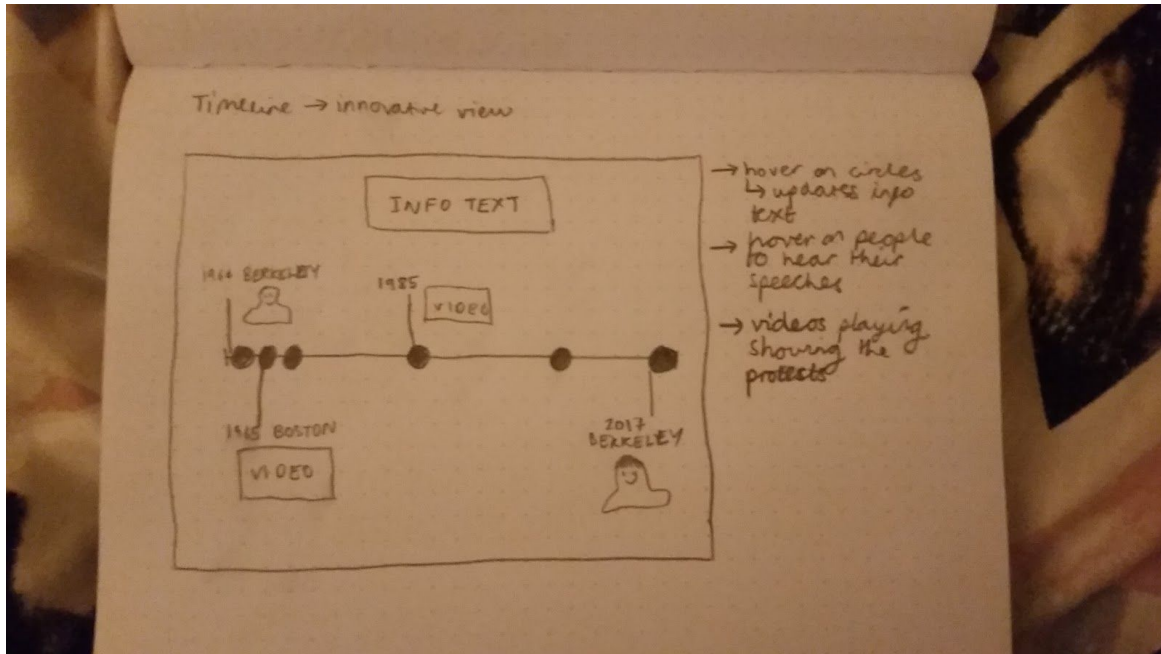 Timeline → innovative view
INFO TEXT
1964 BERKELEY
1985
VIDEO
1965 BOSTON
VIDEO
2017
BERKELEY
→ hover on circles
↳ updates info
text
→ hover on people
to hear their
speeches
→ videos playing
showing the
protests